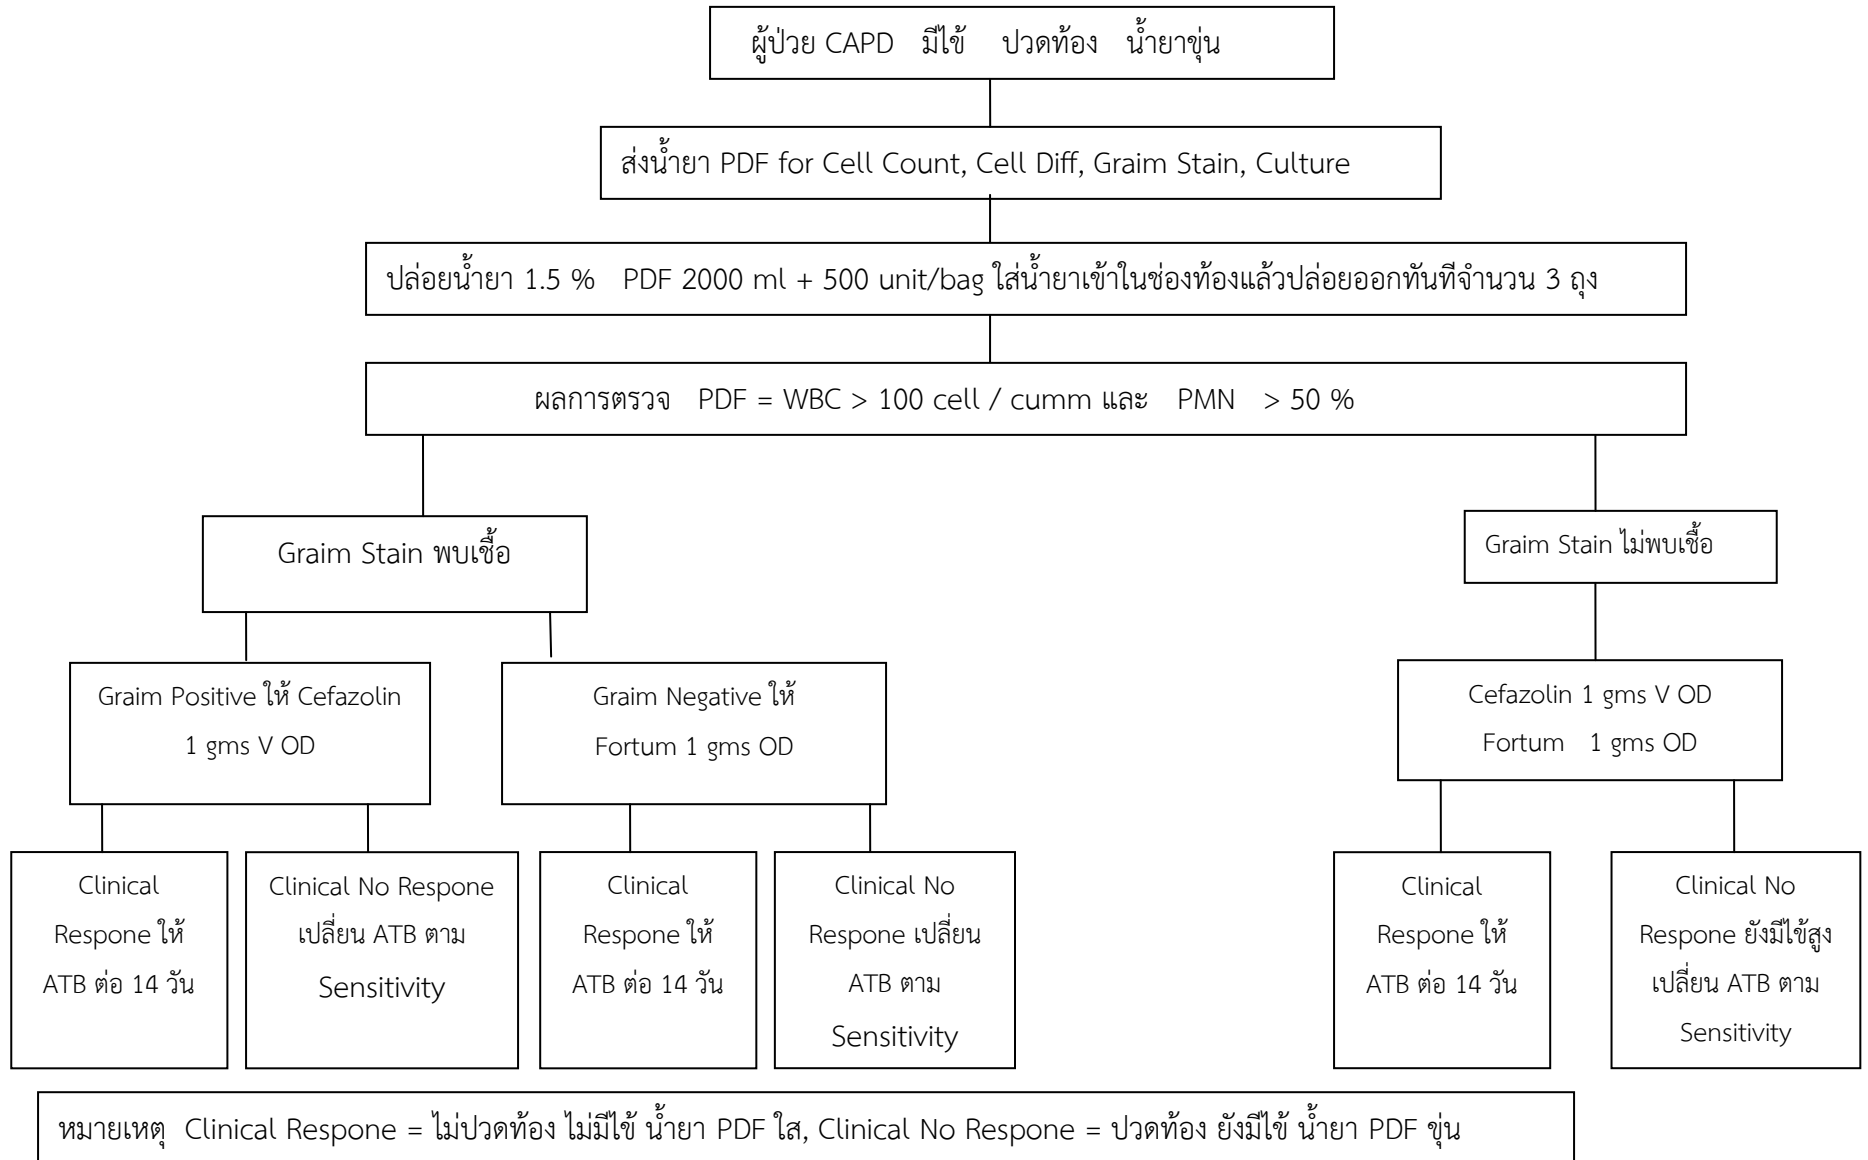 ผู้ป่วย CAPD มีไข้ ปวดท้อง น้ำยาขุ่น
ส่งน้ำยา PDF for Cell Count, Cell Diff, Graim Stain, Culture
ปล่อยน้ำยา 1.5 % PDF 2000 ml + 500 unit/bag ใส่น้ำยาเข้าในช่องท้องแล้วปล่อยออกทันทีจำนวน 3 ถุง
ผลการตรวจ PDF = WBC > 100 cell / cumm และ PMN > 50 %
Graim Stain พบเชื้อ
Graim Stain ไม่พบเชื้อ
Graim Positive ให้ Cefazolin
1 gms V OD
Graim Negative ให้
Fortum 1 gms OD
Cefazolin 1 gms V OD
Fortum 1 gms OD
Clinical
Respone ให้
ATB ต่อ 14 วัน
Clinical No Respone
เปลี่ยน ATB ตาม
Sensitivity
Clinical
Respone ให้
ATB ต่อ 14 วัน
Clinical No
Respone เปลี่ยน
ATB ตาม
Sensitivity
Clinical
Respone ให้
ATB ต่อ 14 วัน
Clinical No
Respone ยังมีไข้สูง
เปลี่ยน ATB ตาม
Sensitivity
หมายเหตุ Clinical Respone = ไม่ปวดท้อง ไม่มีไข้ น้ำยา PDF ใส, Clinical No Respone = ปวดท้อง ยังมีไข้ น้ำยา PDF ขุ่น